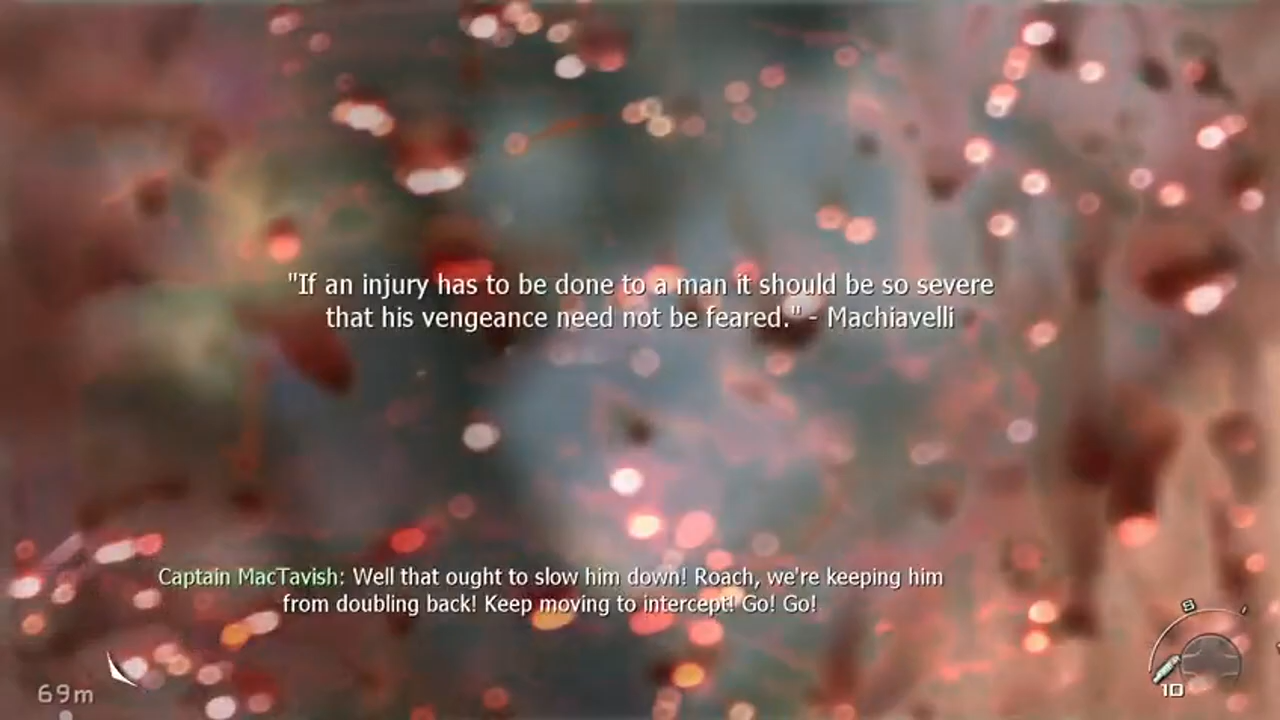 "If an injury has to be done to a man it should be so severe
that his vengeance need not be feared." - Machiavelli
Captain MacTavish: Well that ought to slow him down! Roach, we're keeping him
from doubling back! Keep moving to intercept! Go! Go!
8
69m
10